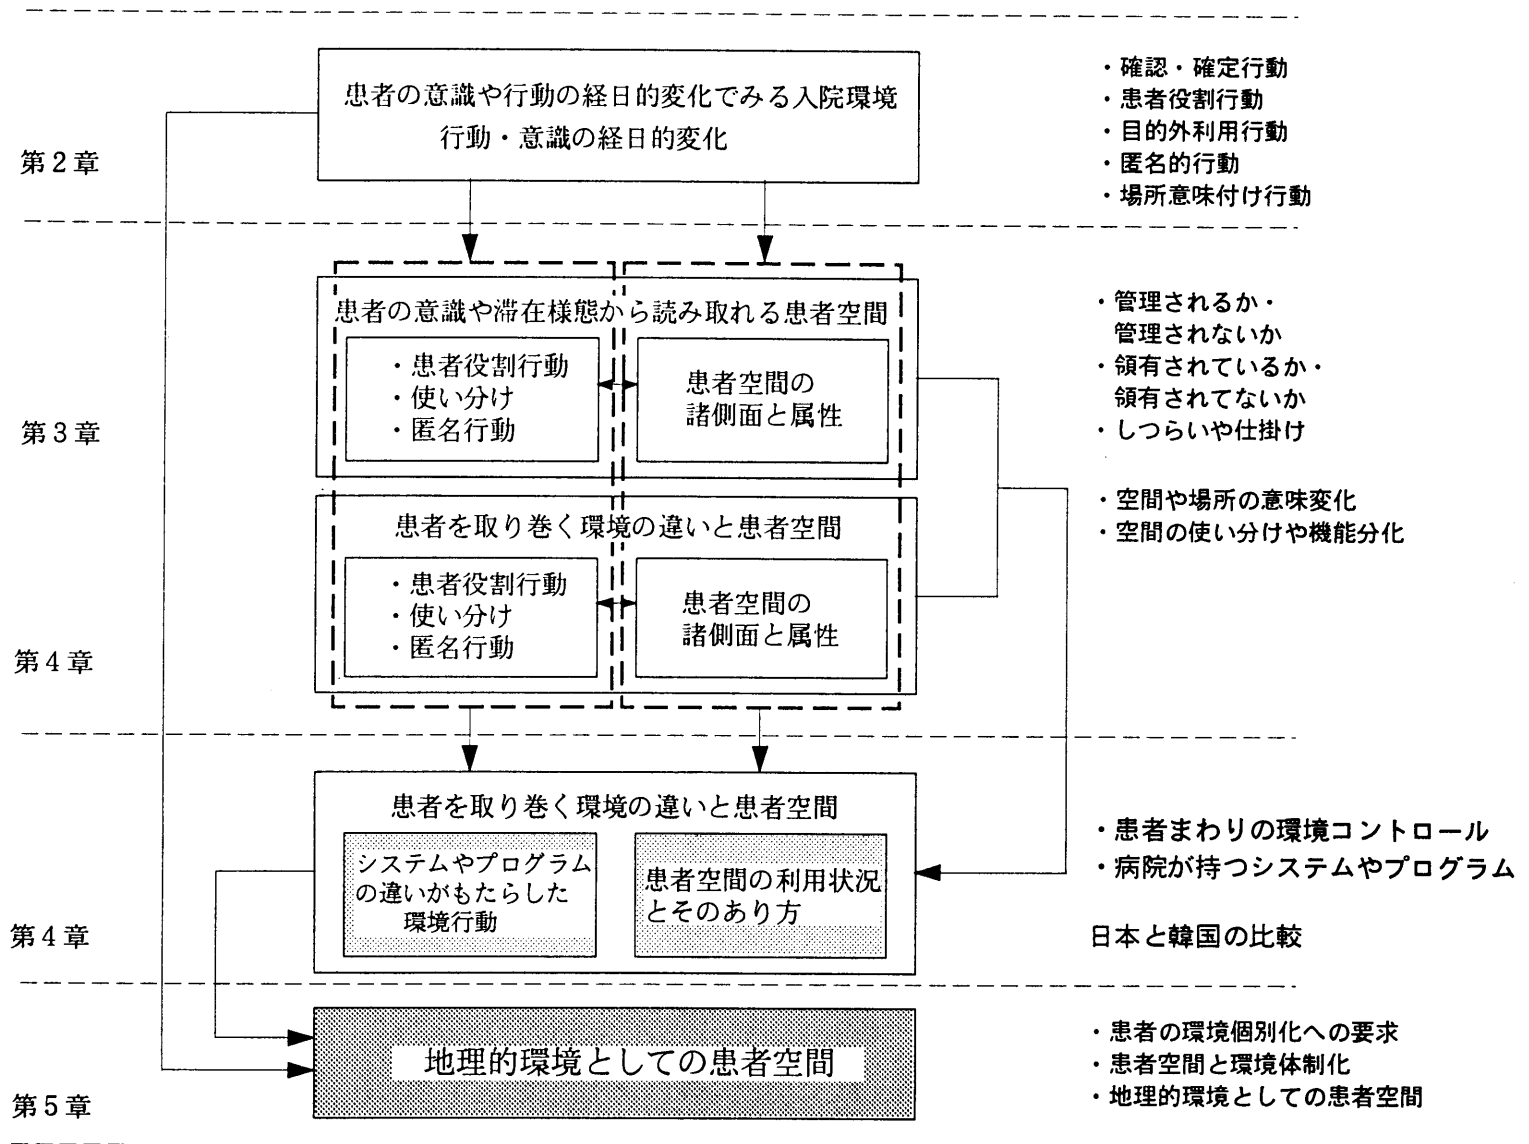 第2章
患者の意識や行動の経日的変化でみる入院環境
行動・意識の経日的変化
・確認・確定行動
・患者役割行動
・目的外利用行動
・匿名的行動
・場所意味付け行動
第3章
患者の意識や滞在様態から読み取れる患者空間
・患者役割行動
・使い分け
・匿名行動
患者空間の
諸側面と属性
・管理されるか・
管理されないか
・領有されているか・
領有されてないか
・しつらいや仕掛け
・空間や場所の意味変化
・空間の使い分けや機能分化
第4章
患者を取り巻く環境の違いと患者空間
・患者役割行動
・使い分け
・匿名行動
患者空間の
諸側面と属性
第4章
患者を取り巻く環境の違いと患者空間
システムやプログラム
の違いがもたらした
環境行動
患者空間の利用状況
とそのあり方
・患者まわりの環境コントロール
・病院が持つシステムやプログラム
日本と韓国の比較
第5章
地理的環境としての患者空間
・患者の環境個別化への要求
・患者空間と環境体制化
・地理的環境としての患者空間